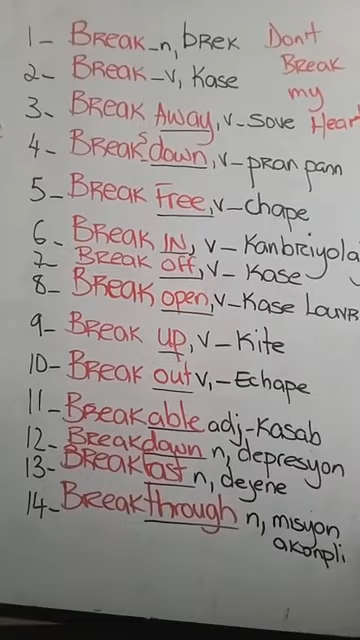 1- Break-n, brek
Don't
Break
my
Heart
2- Break-v, Kase
3- Break Away, v-sove
4- Breaks down, v-pran pann
5- Break Free, v-chape
6- Break IN, v-Kanbriyola
7- Break off, v-Kase
8- Break open, v-Kase Louvri
9- Break up, v-Kite
10- Break out v,-Echape
11- Breakable adj-Kasab
12- Breakdown n, depresyon
13- Breakfast n, dejene
14- Breakthrough n, misyon
akonpli